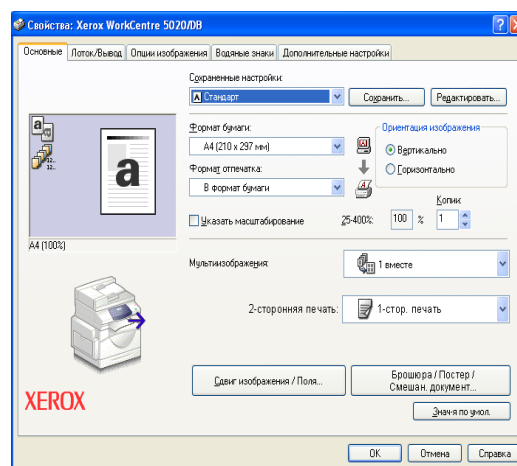 Свойства: Xerox WorkCentre 5020/DB
Основные Лоток/Вывод Опции изображения Водяные знаки Дополнительные настройки
Сохраненные настройки:
Стандарт Сохранить... Редактировать...
Формат бумаги: Ориентация изображения
A4 (210 x 297 мм) Вертикально
Формат отпечатка: Горизонтально
В формат бумаги
Копии:
Указать масштабирование 25-400%: 100 % 1
A4 (100%)
Мультиизображения: 1 вместе
2-сторонняя печать: 1-стор. печать
Сдвиг изображения / Поля... Брошюра / Постер /
Смешан. документ...
XEROX
Знач-я по умол.
OK Отмена Справка